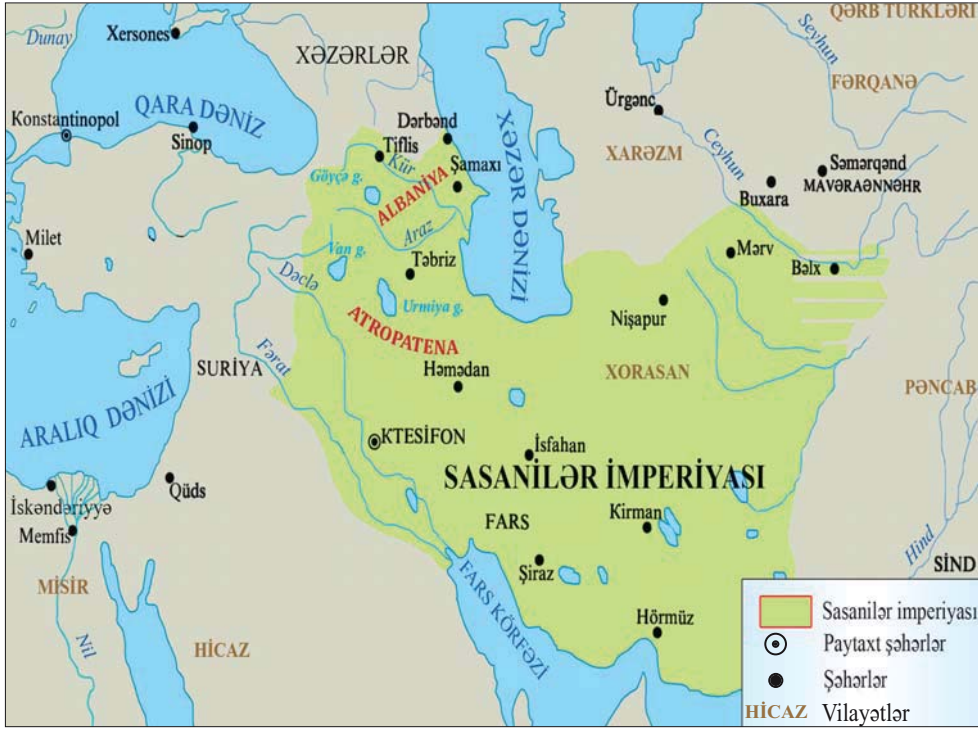 QƏRB TÜRKLƏRİ
Dunay
Xersones
XƏZƏRLƏR
Seyhun
FƏRQANƏ
Ürgənc
Konstantinopol
QARA DƏNİZ
Sinop
Dərbənd
Tiflis
Kür
Şamaxı
XƏZƏR DƏNİZİ
XARƏZM
Ceyhun
Səmərqənd
MAVƏRAƏNNƏHR
Buxara
Göyçə g.
ALBANİYA
Araz
Milet
Van g.
Təbriz
Mərv
Bəlx
Dəclə
Urmiya g.
Nişapur
ATROPATENA
SURİYA
Fərat
Həmədan
XORASAN
PƏNCAB
ARALIQ DƏNİZİ
KTESİFON
İsfahan
SASANİLƏR İMPERİYASI
Qüds
İskəndəriyyə
Memfis
FARS
Kirman
Hind
SİND
MİSİR
Şiraz
FARS KÖRFƏZİ
Hörmüz
Nil
HİCAZ
Sasanilər imperiyası
Paytaxt şəhərlər
Şəhərlər
HİCAZ Vilayətlər